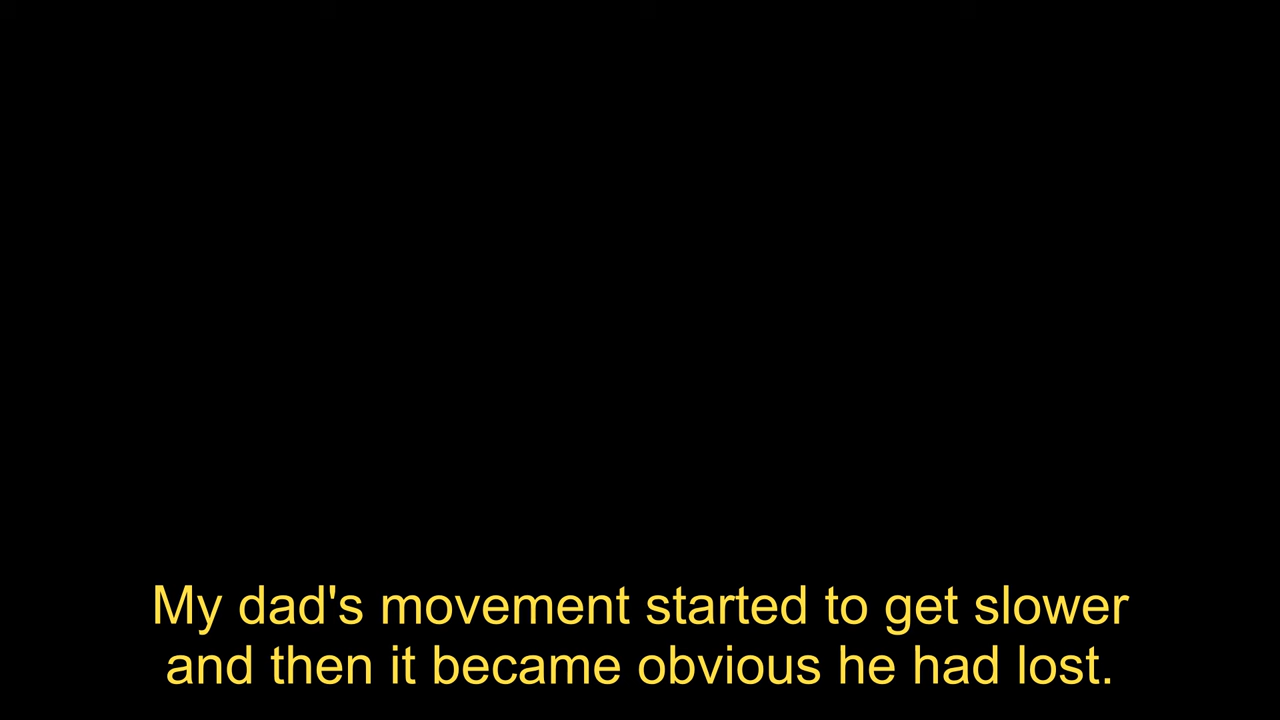 My dad's movement started to get slower
and then it became obvious he had lost.